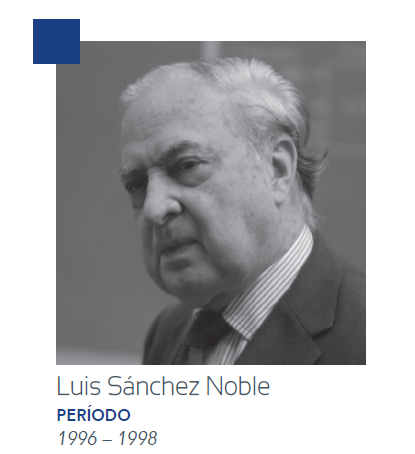 Luis Sánchez Noble
PERÍODO
1996 – 1998